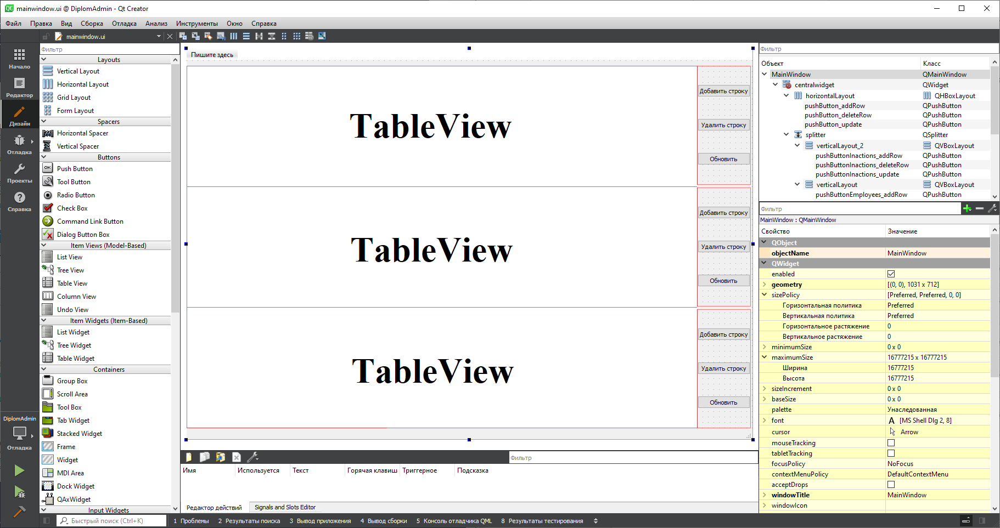 mainwindow.ui @ DiplomAdmin - Qt Creator
Файл Правка Вид Сборка Отладка Анализ Инструменты Окно Справка
mainwindow.ui
Начало
Редактор
Дизайн
Отладка
Проекты
Справка
DiplomAdmin
Отладка
Фильтр
Layouts
Vertical Layout
Horizontal Layout
Grid Layout
Form Layout
Spacers
Horizontal Spacer
Vertical Spacer
Buttons
Push Button
Tool Button
Radio Button
Check Box
Command Link Button
Dialog Button Box
Item Views (Model-Based)
List View
Tree View
Table View
Column View
Undo View
Item Widgets (Item-Based)
List Widget
Tree Widget
Table Widget
Containers
Group Box
Scroll Area
Tool Box
Tab Widget
Stacked Widget
Frame
Widget
MDI Area
Dock Widget
QAxWidget
Input Widgets
Пишите здесь
TableView
Добавить строку
Удалить строку
Обновить
TableView
Добавить строку
Удалить строку
Обновить
TableView
Добавить строку
Удалить строку
Обновить
Фильтр
Имя Используется Текст Горячая клавиш Триггерное Подсказка
Редактор действий Signals and Slots Editor
Фильтр
Объект Класс
MainWindow QMainWindow
centralwidget QWidget
horizontalLayout QHBoxLayout
pushButton_addRow QPushButton
pushButton_deleteRow QPushButton
pushButton_update QPushButton
splitter QSplitter
verticalLayout_2 QVBoxLayout
pushButtonInactions_addRow QPushButton
pushButtonInactions_deleteRow QPushButton
pushButtonInactions_update QPushButton
verticalLayout QVBoxLayout
pushButtonEmployees_addRow QPushButton
Фильтр
MainWindow : QMainWindow
Свойство Значение
QObject
objectName MainWindow
QWidget
enabled
geometry [(0, 0), 1031 x 712]
sizePolicy [Preferred, Preferred, 0, 0]
Горизонтальная политика Preferred
Вертикальная политика Preferred
Горизонтальное растяжение 0
Вертикальное растяжение 0
minimumSize 0 x 0
maximumSize 16777215 x 16777215
Ширина 16777215
Высота 16777215
sizeIncrement 0 x 0
baseSize 0 x 0
palette Унаследованная
font A [MS Shell Dlg 2, 8]
cursor Arrow
mouseTracking
tabletTracking
focusPolicy NoFocus
contextMenuPolicy DefaultContextMenu
acceptDrops
windowTitle MainWindow
windowIcon
Быстрый поиск (Ctrl+K) 1 Проблемы 2 Результаты поиска 3 Вывод приложения 4 Вывод сборки 5 Консоль отладчика QML 8 Результаты тестирования